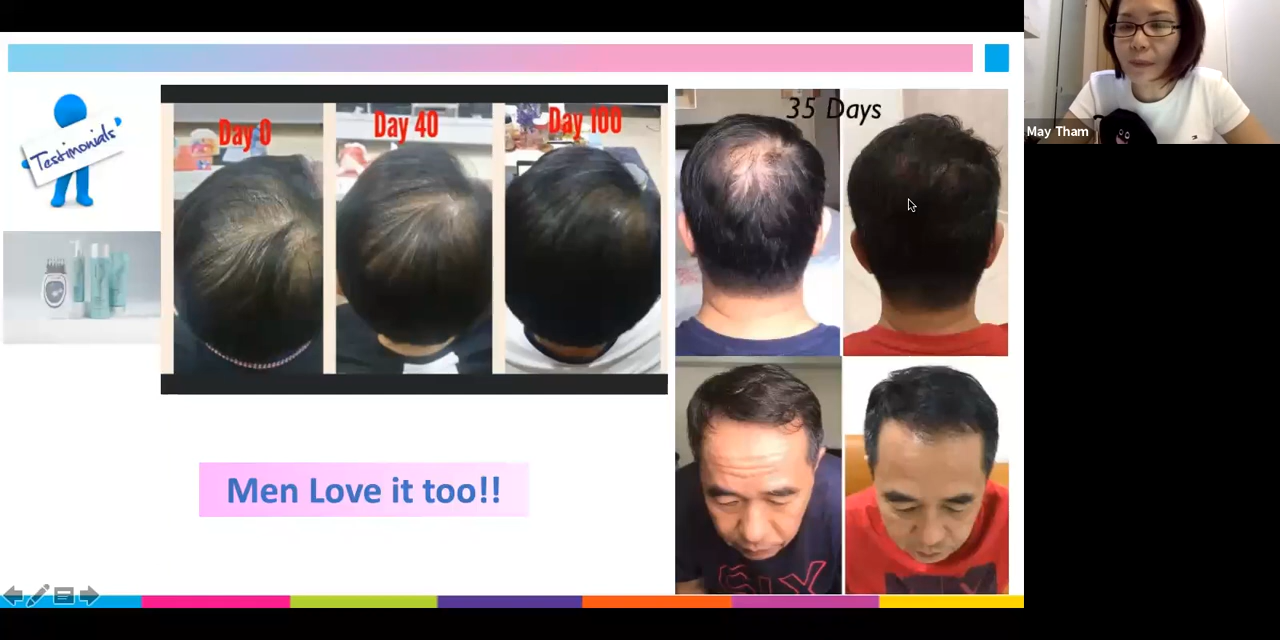 Testimonials
Day 0
Day 40
Day 100
35 Days
May Tham
Men Love it too!!